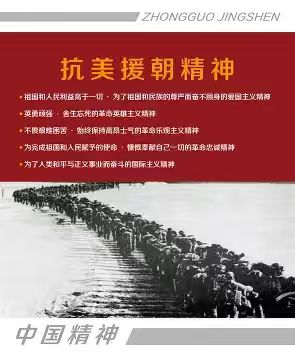 ZHONGGUO JINGSHEN
抗美援朝精神
• 祖国和人民利益高于一切 · 为了祖国和民族的尊严而奋不顾身的爱国主义精神
• 英勇顽强 · 舍生忘死的革命英雄主义精神
• 不畏艰难困苦 · 始终保持高昂士气的革命乐观主义精神
• 为完成祖国和人民赋予的使命 · 慷慨奉献自己一切的革命忠诚精神
• 为了人类和平与正义事业而奋斗的国际主义精神
中国精神